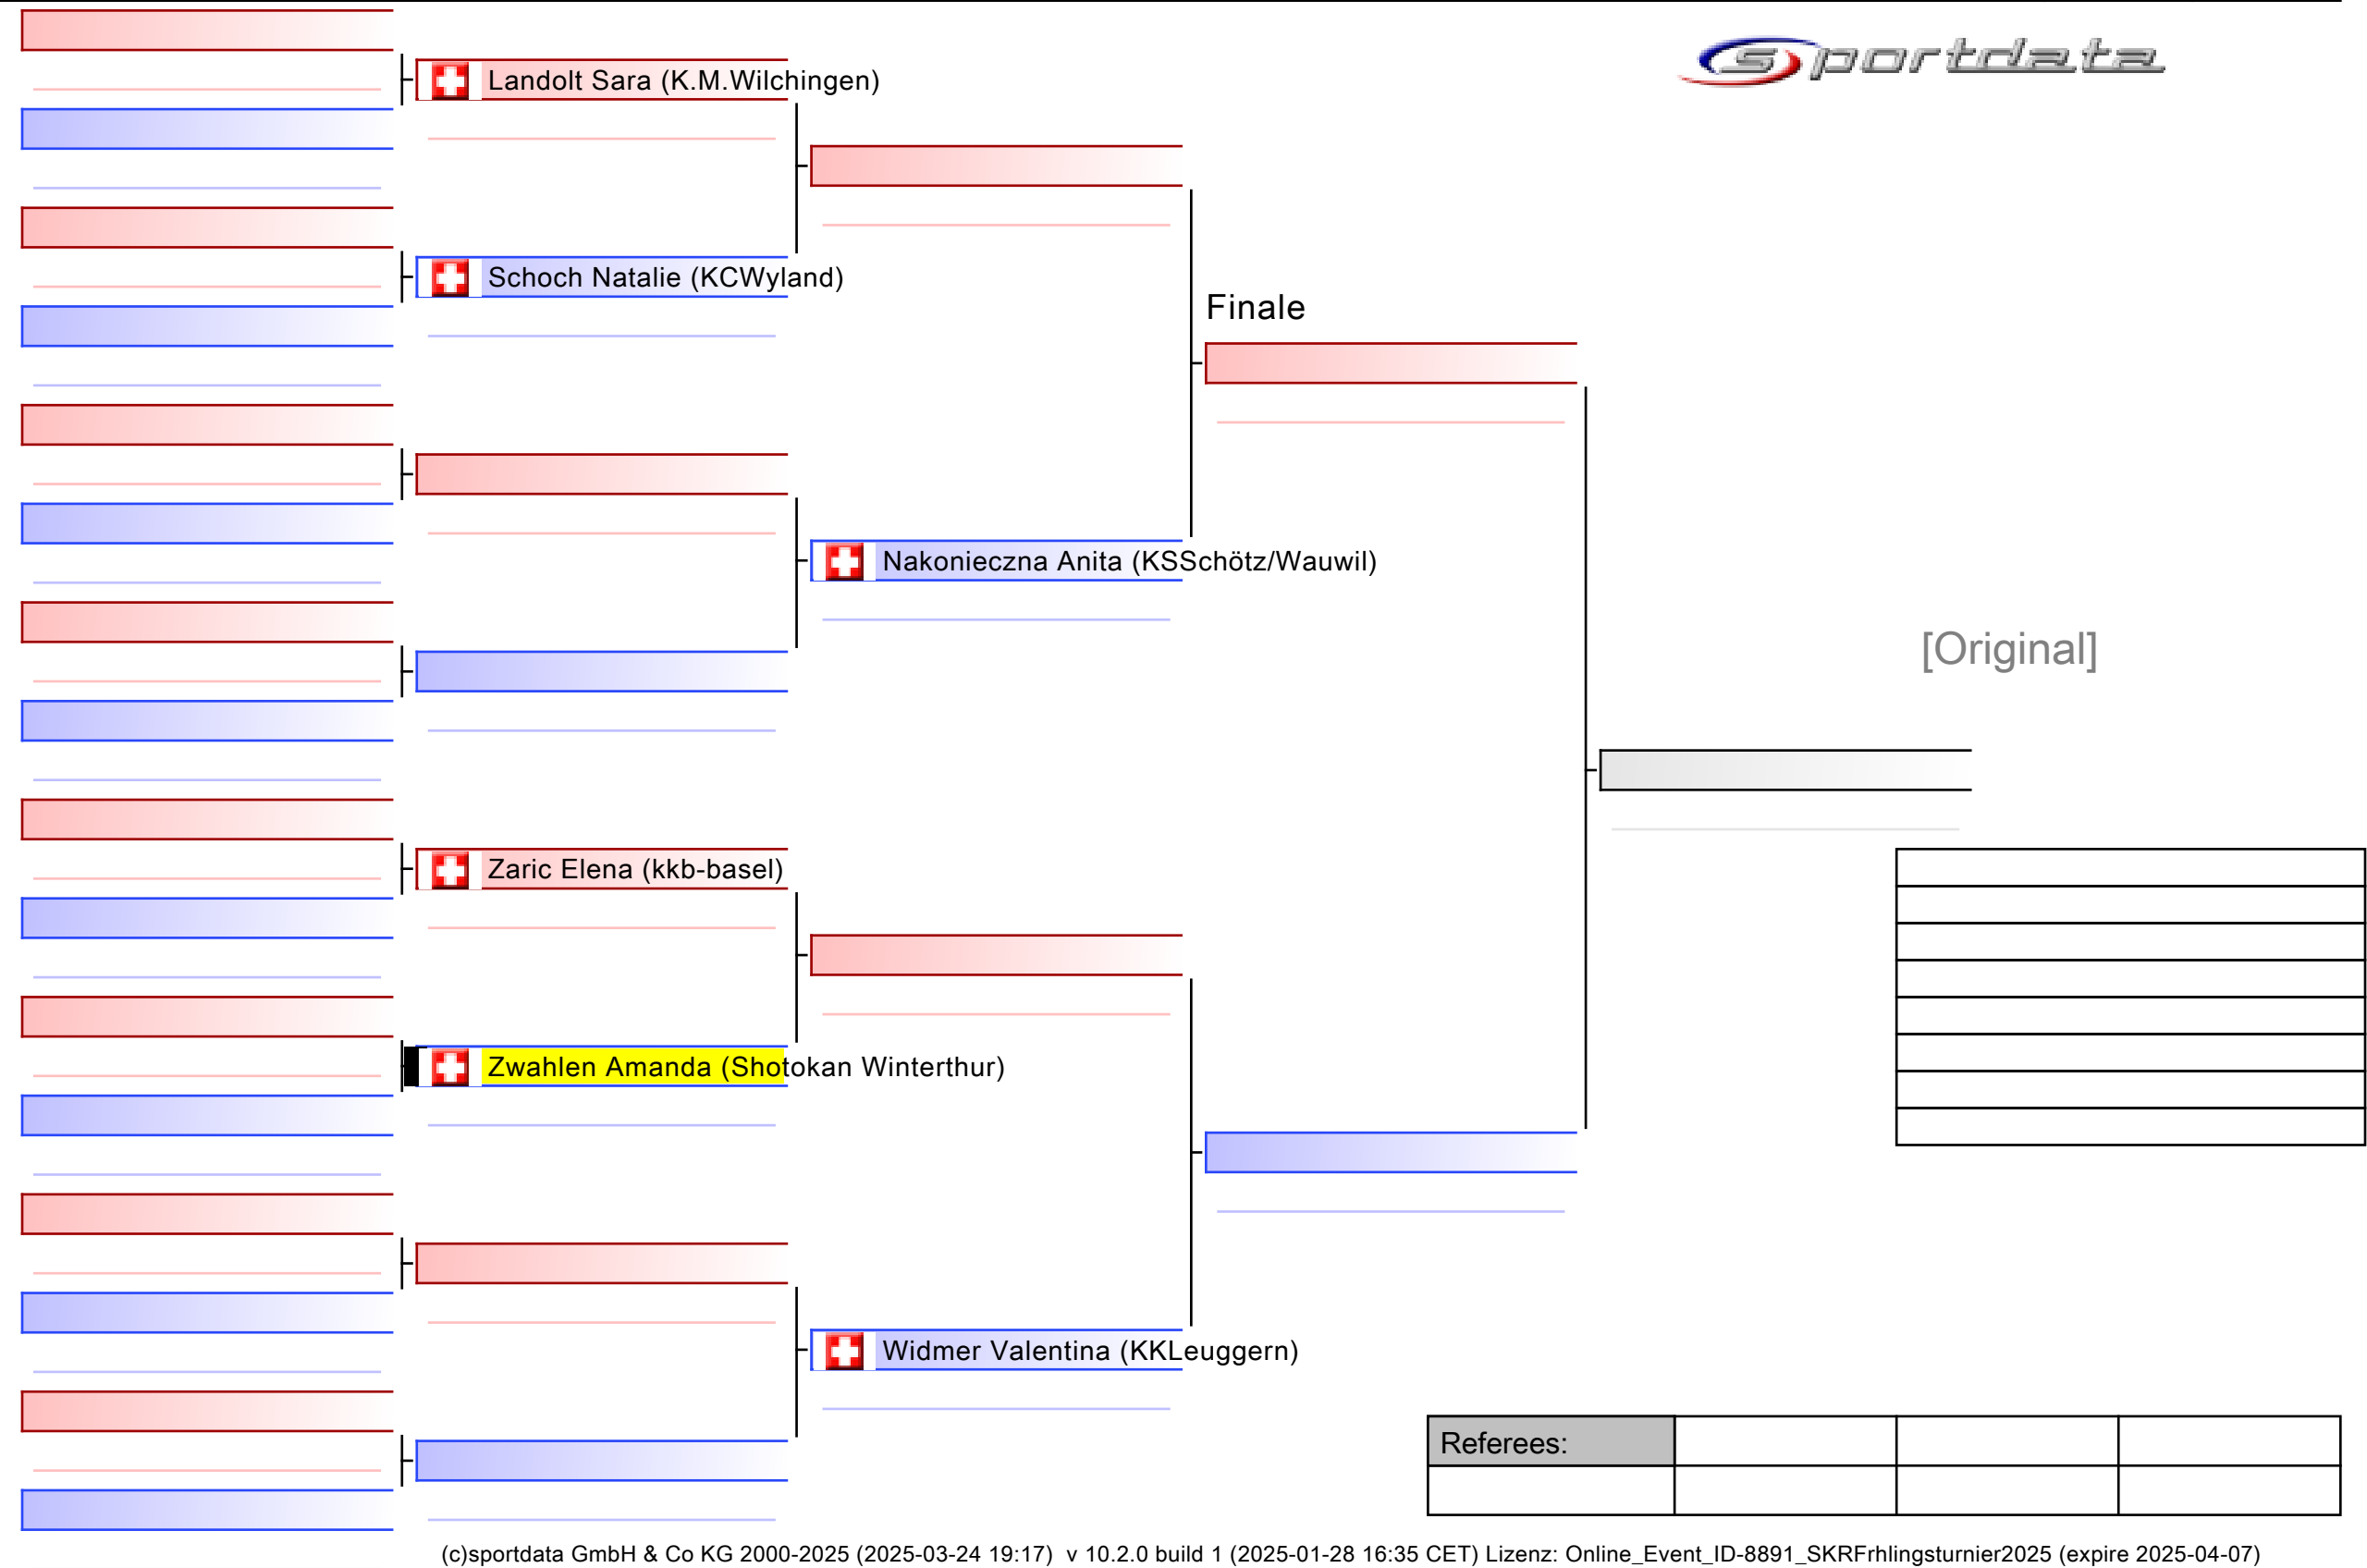 sportdata
Landolt Sara (K.M.Wilchingen)
Schoch Natalie (KCWyland)
Finale
Nakonieczna Anita (KSSchötz/Wauwil)
[Original]
Zaric Elena (kkb-basel)
Zwahlen Amanda (Shotokan Winterthur)
Widmer Valentina (KKLeuggern)
Referees:
(c)sportdata GmbH & Co KG 2000-2025 (2025-03-24 19:17) v 10.2.0 build 1 (2025-01-28 16:35 CET) Lizenz: Online_Event_ID-8891_SKRFrhlingsturnier2025 (expire 2025-04-07)